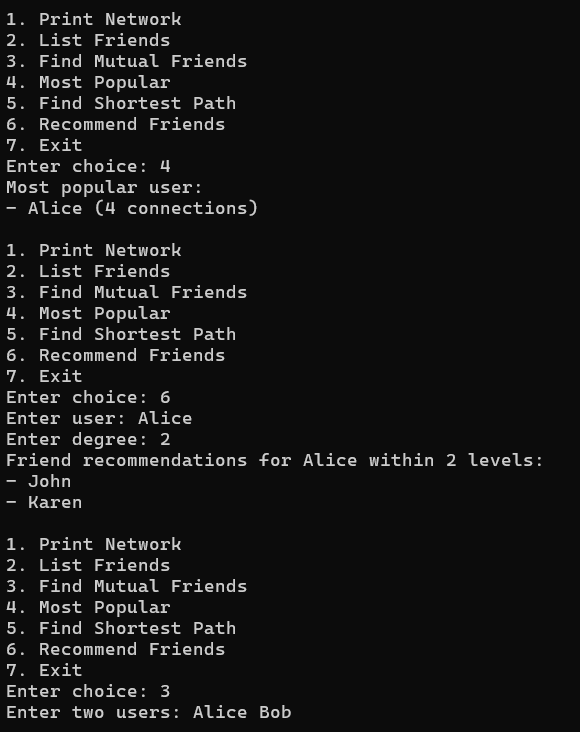 1. Print Network
2. List Friends
3. Find Mutual Friends
4. Most Popular
5. Find Shortest Path
6. Recommend Friends
7. Exit
Enter choice: 4
Most popular user:
- Alice (4 connections)
1. Print Network
2. List Friends
3. Find Mutual Friends
4. Most Popular
5. Find Shortest Path
6. Recommend Friends
7. Exit
Enter choice: 6
Enter user: Alice
Enter degree: 2
Friend recommendations for Alice within 2 levels:
- John
- Karen
1. Print Network
2. List Friends
3. Find Mutual Friends
4. Most Popular
5. Find Shortest Path
6. Recommend Friends
7. Exit
Enter choice: 3
Enter two users: Alice Bob